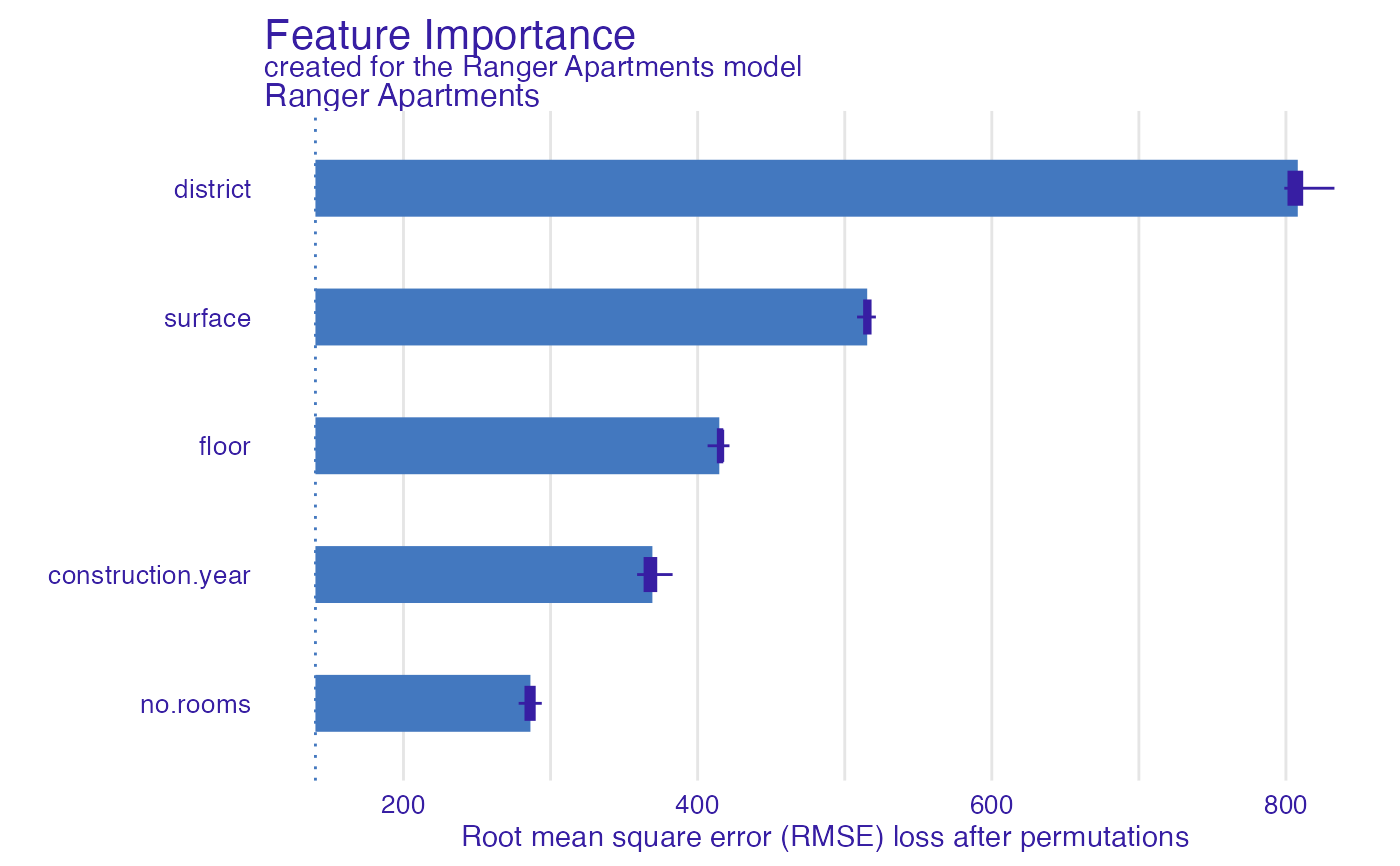 Feature Importance
created for the Ranger Apartments model
Ranger Apartments
district
surface
floor
construction.year
no.rooms
200 400 600 800
Root mean square error (RMSE) loss after permutations